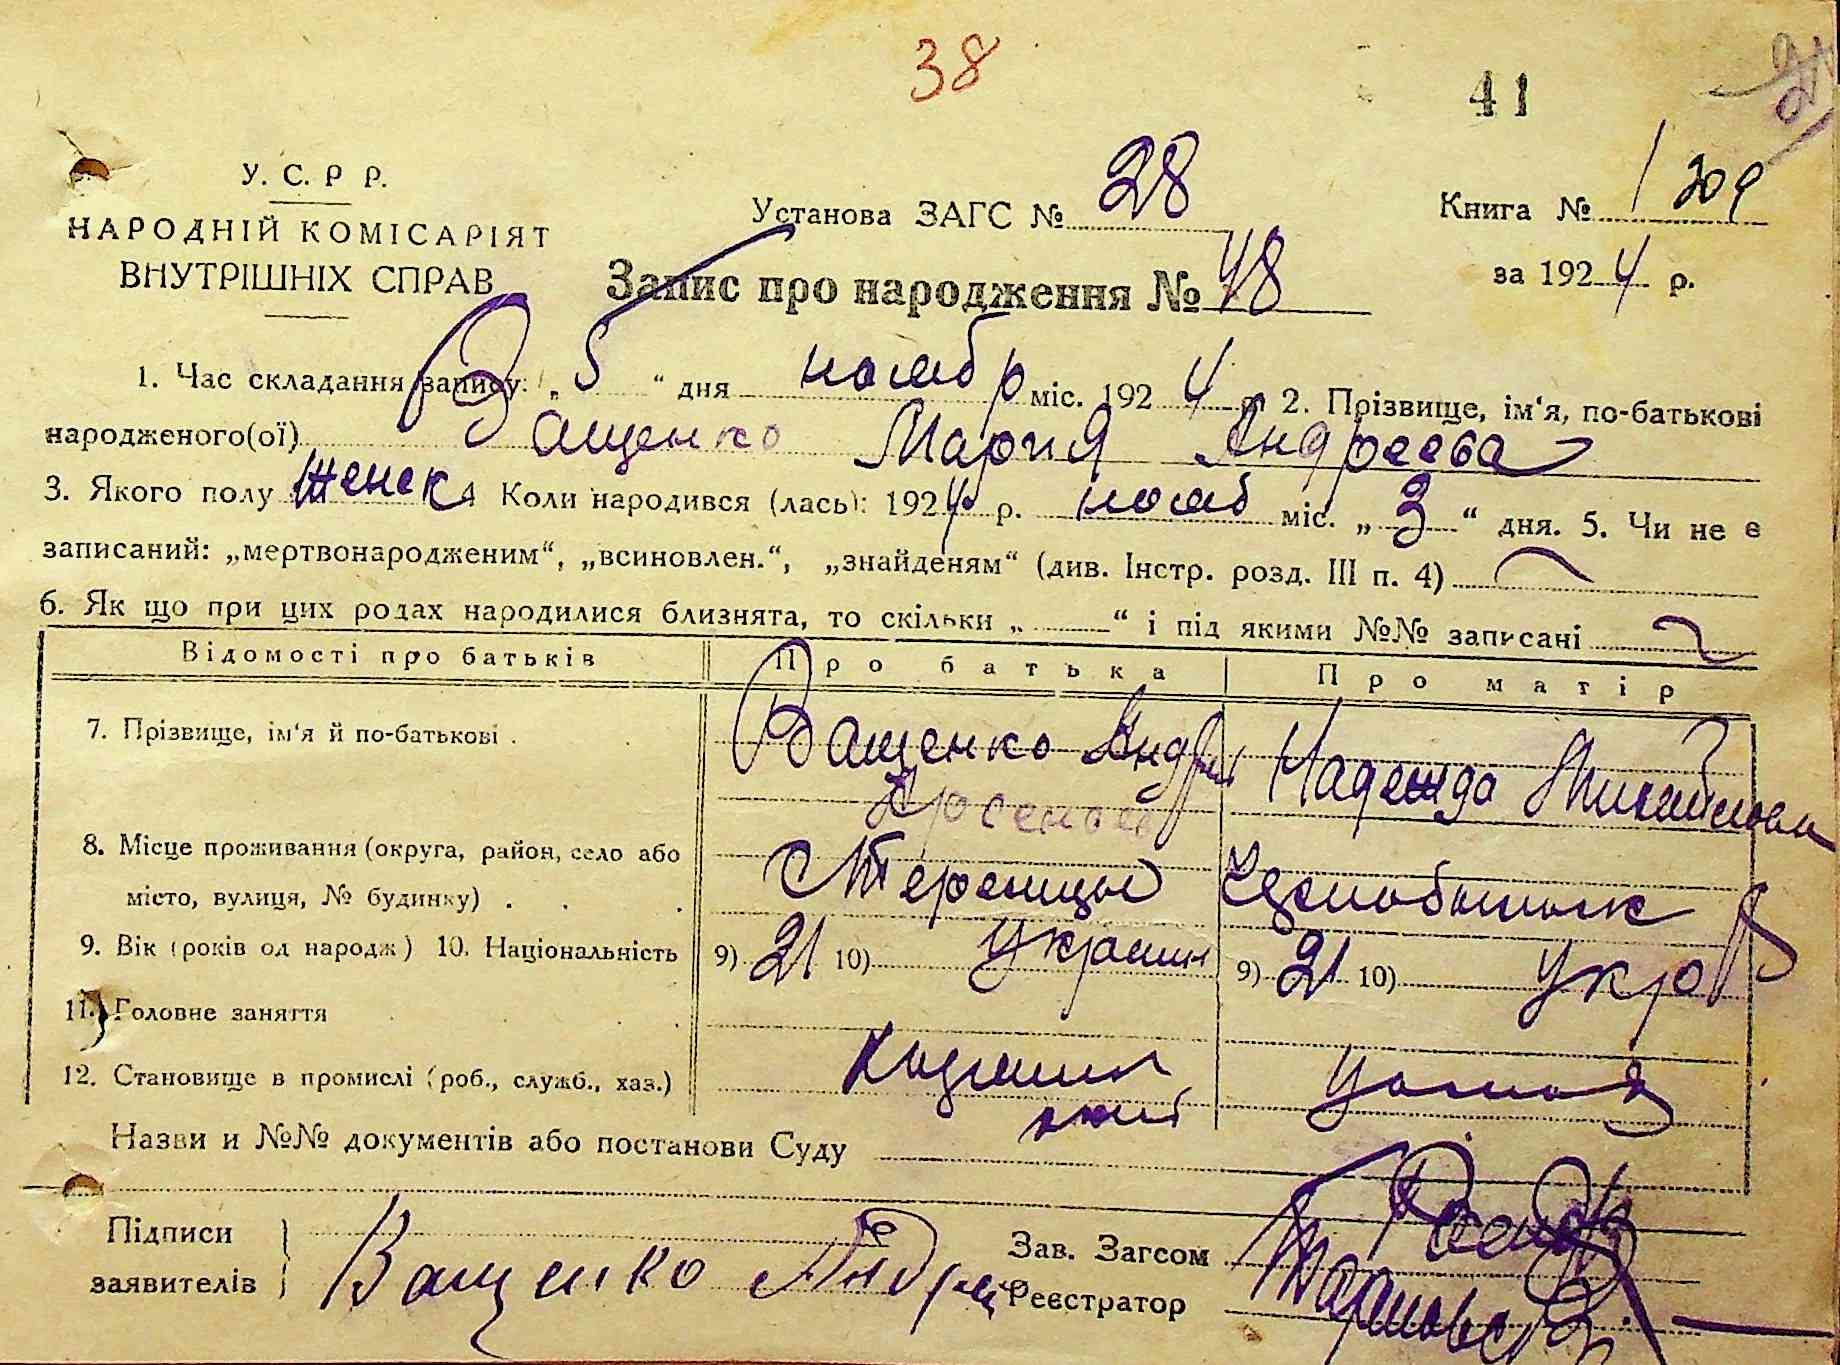 38
41
У. С. Р Р.
НАРОДНІЙ КОМІСАРІЯТ
ВНУТРІШНІХ СПРАВ
Установа ЗАГС № 28
Книга № 1
за 1924 р.
Запис про народження № 48
1. Час складання запису: „ 5 “ дня ноябр міс. 1924 р. 2. Прізвище, ім‘я, по-батькові
народженого(ої) Ващенко Мария Андреева
3. Якого полу женск 4 Коли народився (лась): 1924 р. нояб міс. „ 3 “ дня. 5. Чи не є
записаний: „мертвонародженим“, „всиновлен.“, „знайденям“ (див. Інстр. розд. III п. 4)
6. Як що при цих родах народилися близнята, то скільки „ “ і під якими №№ записані
Відомості про батьків Про батька Про матір
7. Прізвище, ім‘я й по-батькові . Ващенко Андрей Надежда
8. Місце проживання (округа, район, село або
місто, вулиця, № будинку) . . .
9. Вік (років од народж) 10. Національність 9) 21 10) Украин 9) 21 10) Укр
11. Головне заняття
12. Становище в промислі (роб., служб., хаз.)
Назви и №№ документів або постанови Суду
Підписи
заявителів Ващенко Андрей
Зав. Загсом
Реєстратор